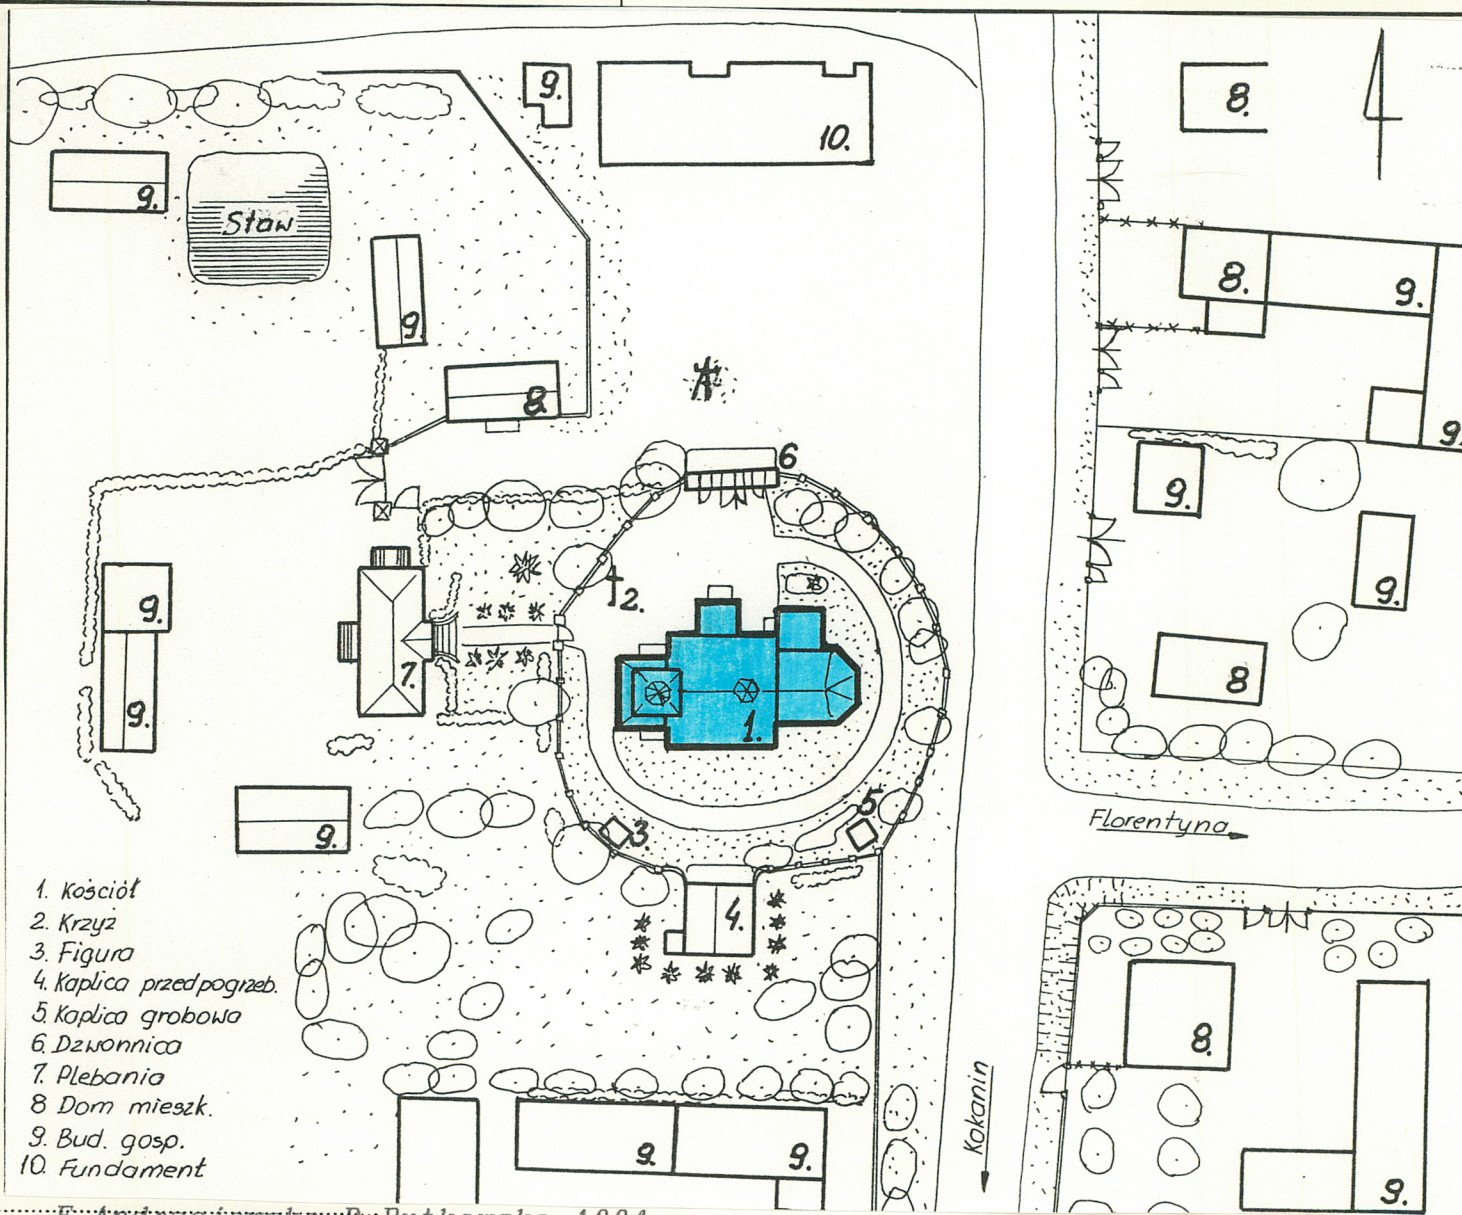 9.
10.
8.
9.
Staw
9.
8.
9.
8.
9.
6
9.
9.
2.
9.
7.
8
9.
1.
5
Florentyna
9.
3.
4.
1. Kościół
2. Krzyż
3. Figura
4. Kaplica przedpogrzeb.
5. Kaplica grobowa
6. Dzwonnica
7. Plebania
8 Dom mieszk.
9. Bud. gosp.
10. Fundament
8.
Kokanin
9.
9.
9.